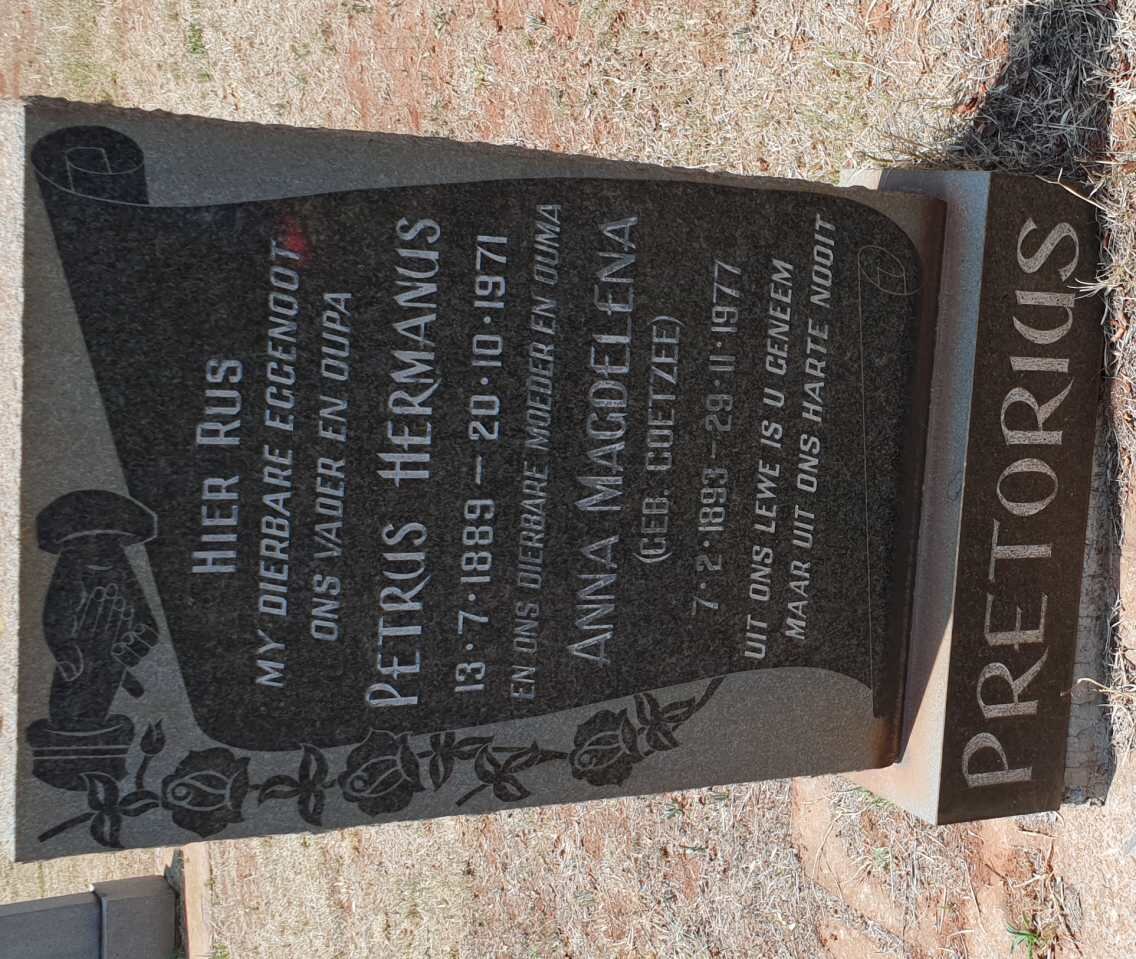 HIER RUS
MY DIERBARE EGGENOOT
ONS VADER EN OUPA
PETRUS HERMANUS
13·7·1889 – 20·10·1971
EN ONS DIERBARE MOEDER EN OUMA
ANNA MAGDELENA
(GEB. COETZEE)
7·2·1893 – 29·11·1977
UIT ONS LEWE IS U GENEEM
MAAR UIT ONS HARTE NOOIT
PRETORIUS